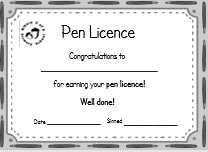 Pen Licence
Congratulations to
for earning your pen licence!
Well done!
Date Signed